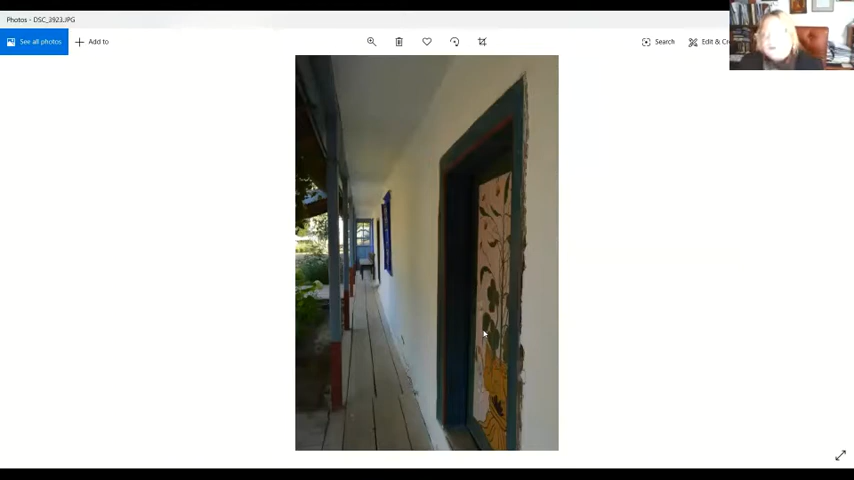 Photos - DSC_3923.JPG
See all photos
Add to
Search
Edit & Cr